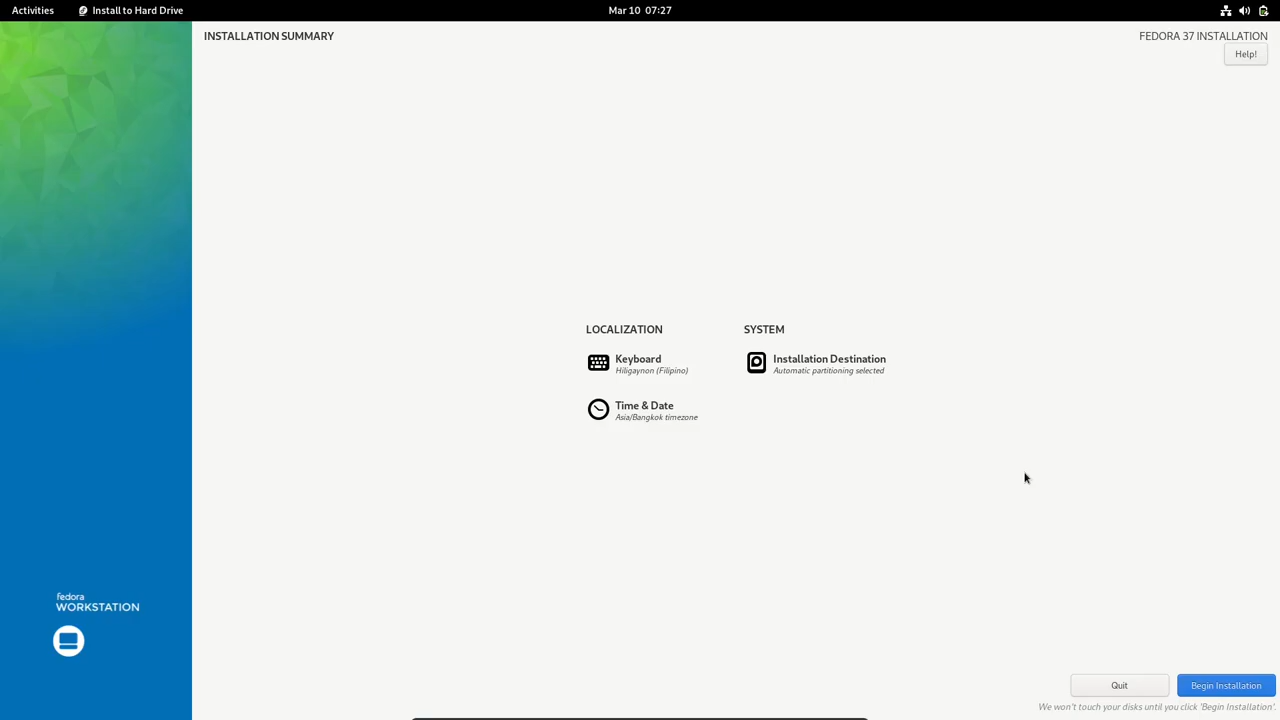 Activities
Install to Hard Drive
Mar 10 07:27
INSTALLATION SUMMARY
FEDORA 37 INSTALLATION
Help!
LOCALIZATION
SYSTEM
Keyboard
Hiligaynon (Filipino)
Installation Destination
Automatic partitioning selected
Time & Date
Asia/Bangkok timezone
fedora
WORKSTATION
Quit
Begin Installation
We won't touch your disks until you click 'Begin Installation'.